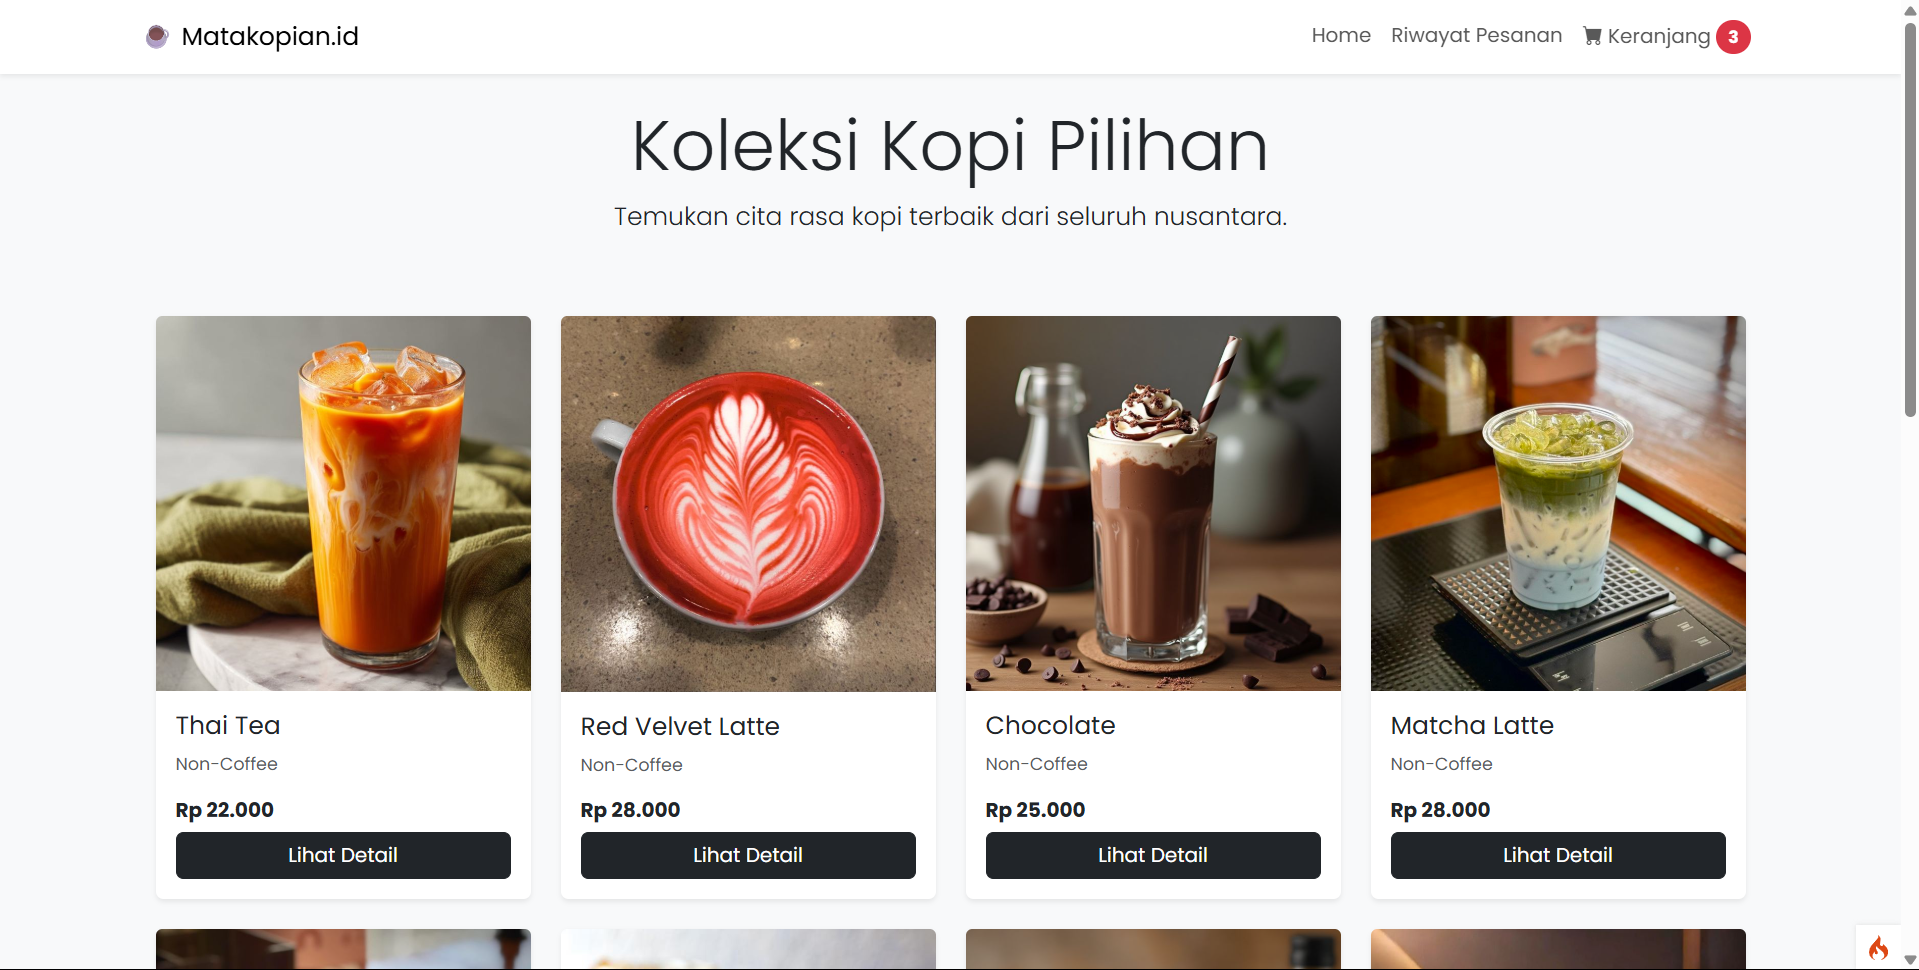 Matakopian.id
Home
Riwayat Pesanan
Keranjang 3
Koleksi Kopi Pilihan
Temukan cita rasa kopi terbaik dari seluruh nusantara.
Thai Tea
Non-Coffee
Rp 22.000
Lihat Detail
Red Velvet Latte
Non-Coffee
Rp 28.000
Lihat Detail
Chocolate
Non-Coffee
Rp 25.000
Lihat Detail
Matcha Latte
Non-Coffee
Rp 28.000
Lihat Detail